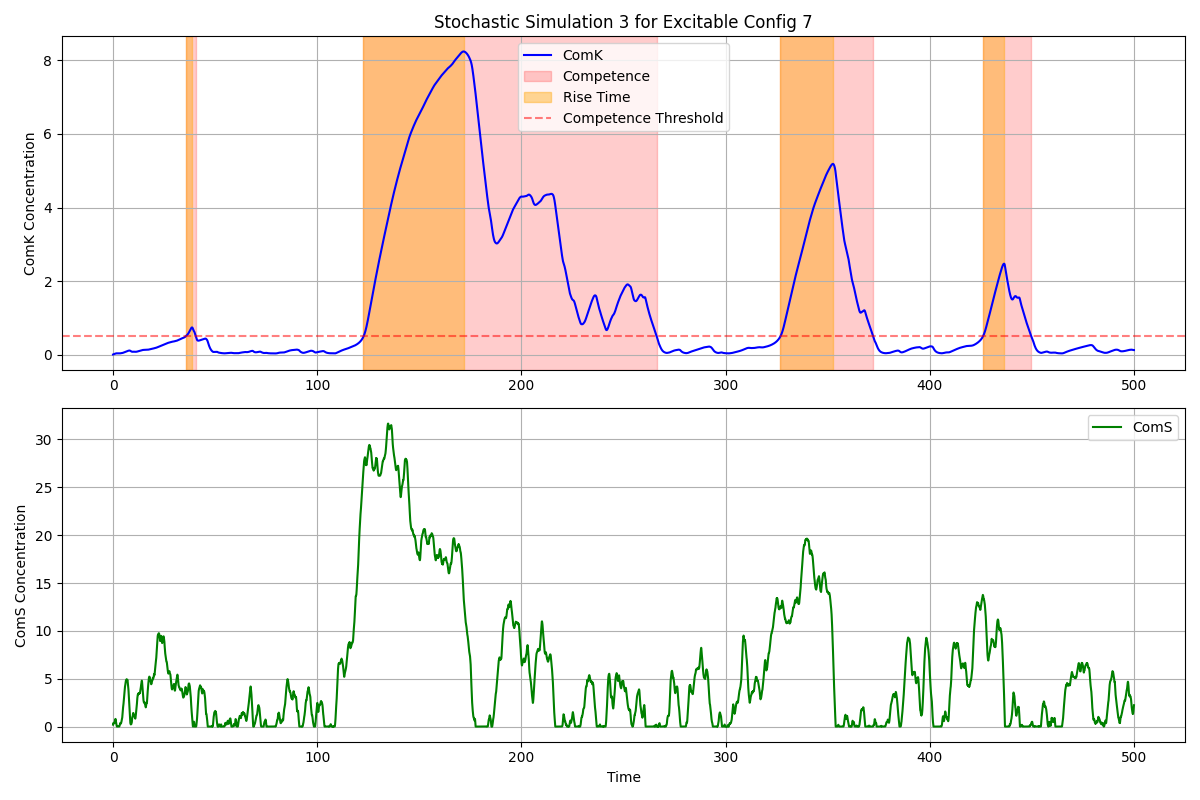 Stochastic Simulation 3 for Excitable Config 7
ComK Concentration
8
6
4
2
0
ComK
Competence
Rise Time
Competence Threshold
0 100 200 300 400 500
ComS Concentration
30
25
20
15
10
5
0
ComS
0 100 200 300 400 500
Time